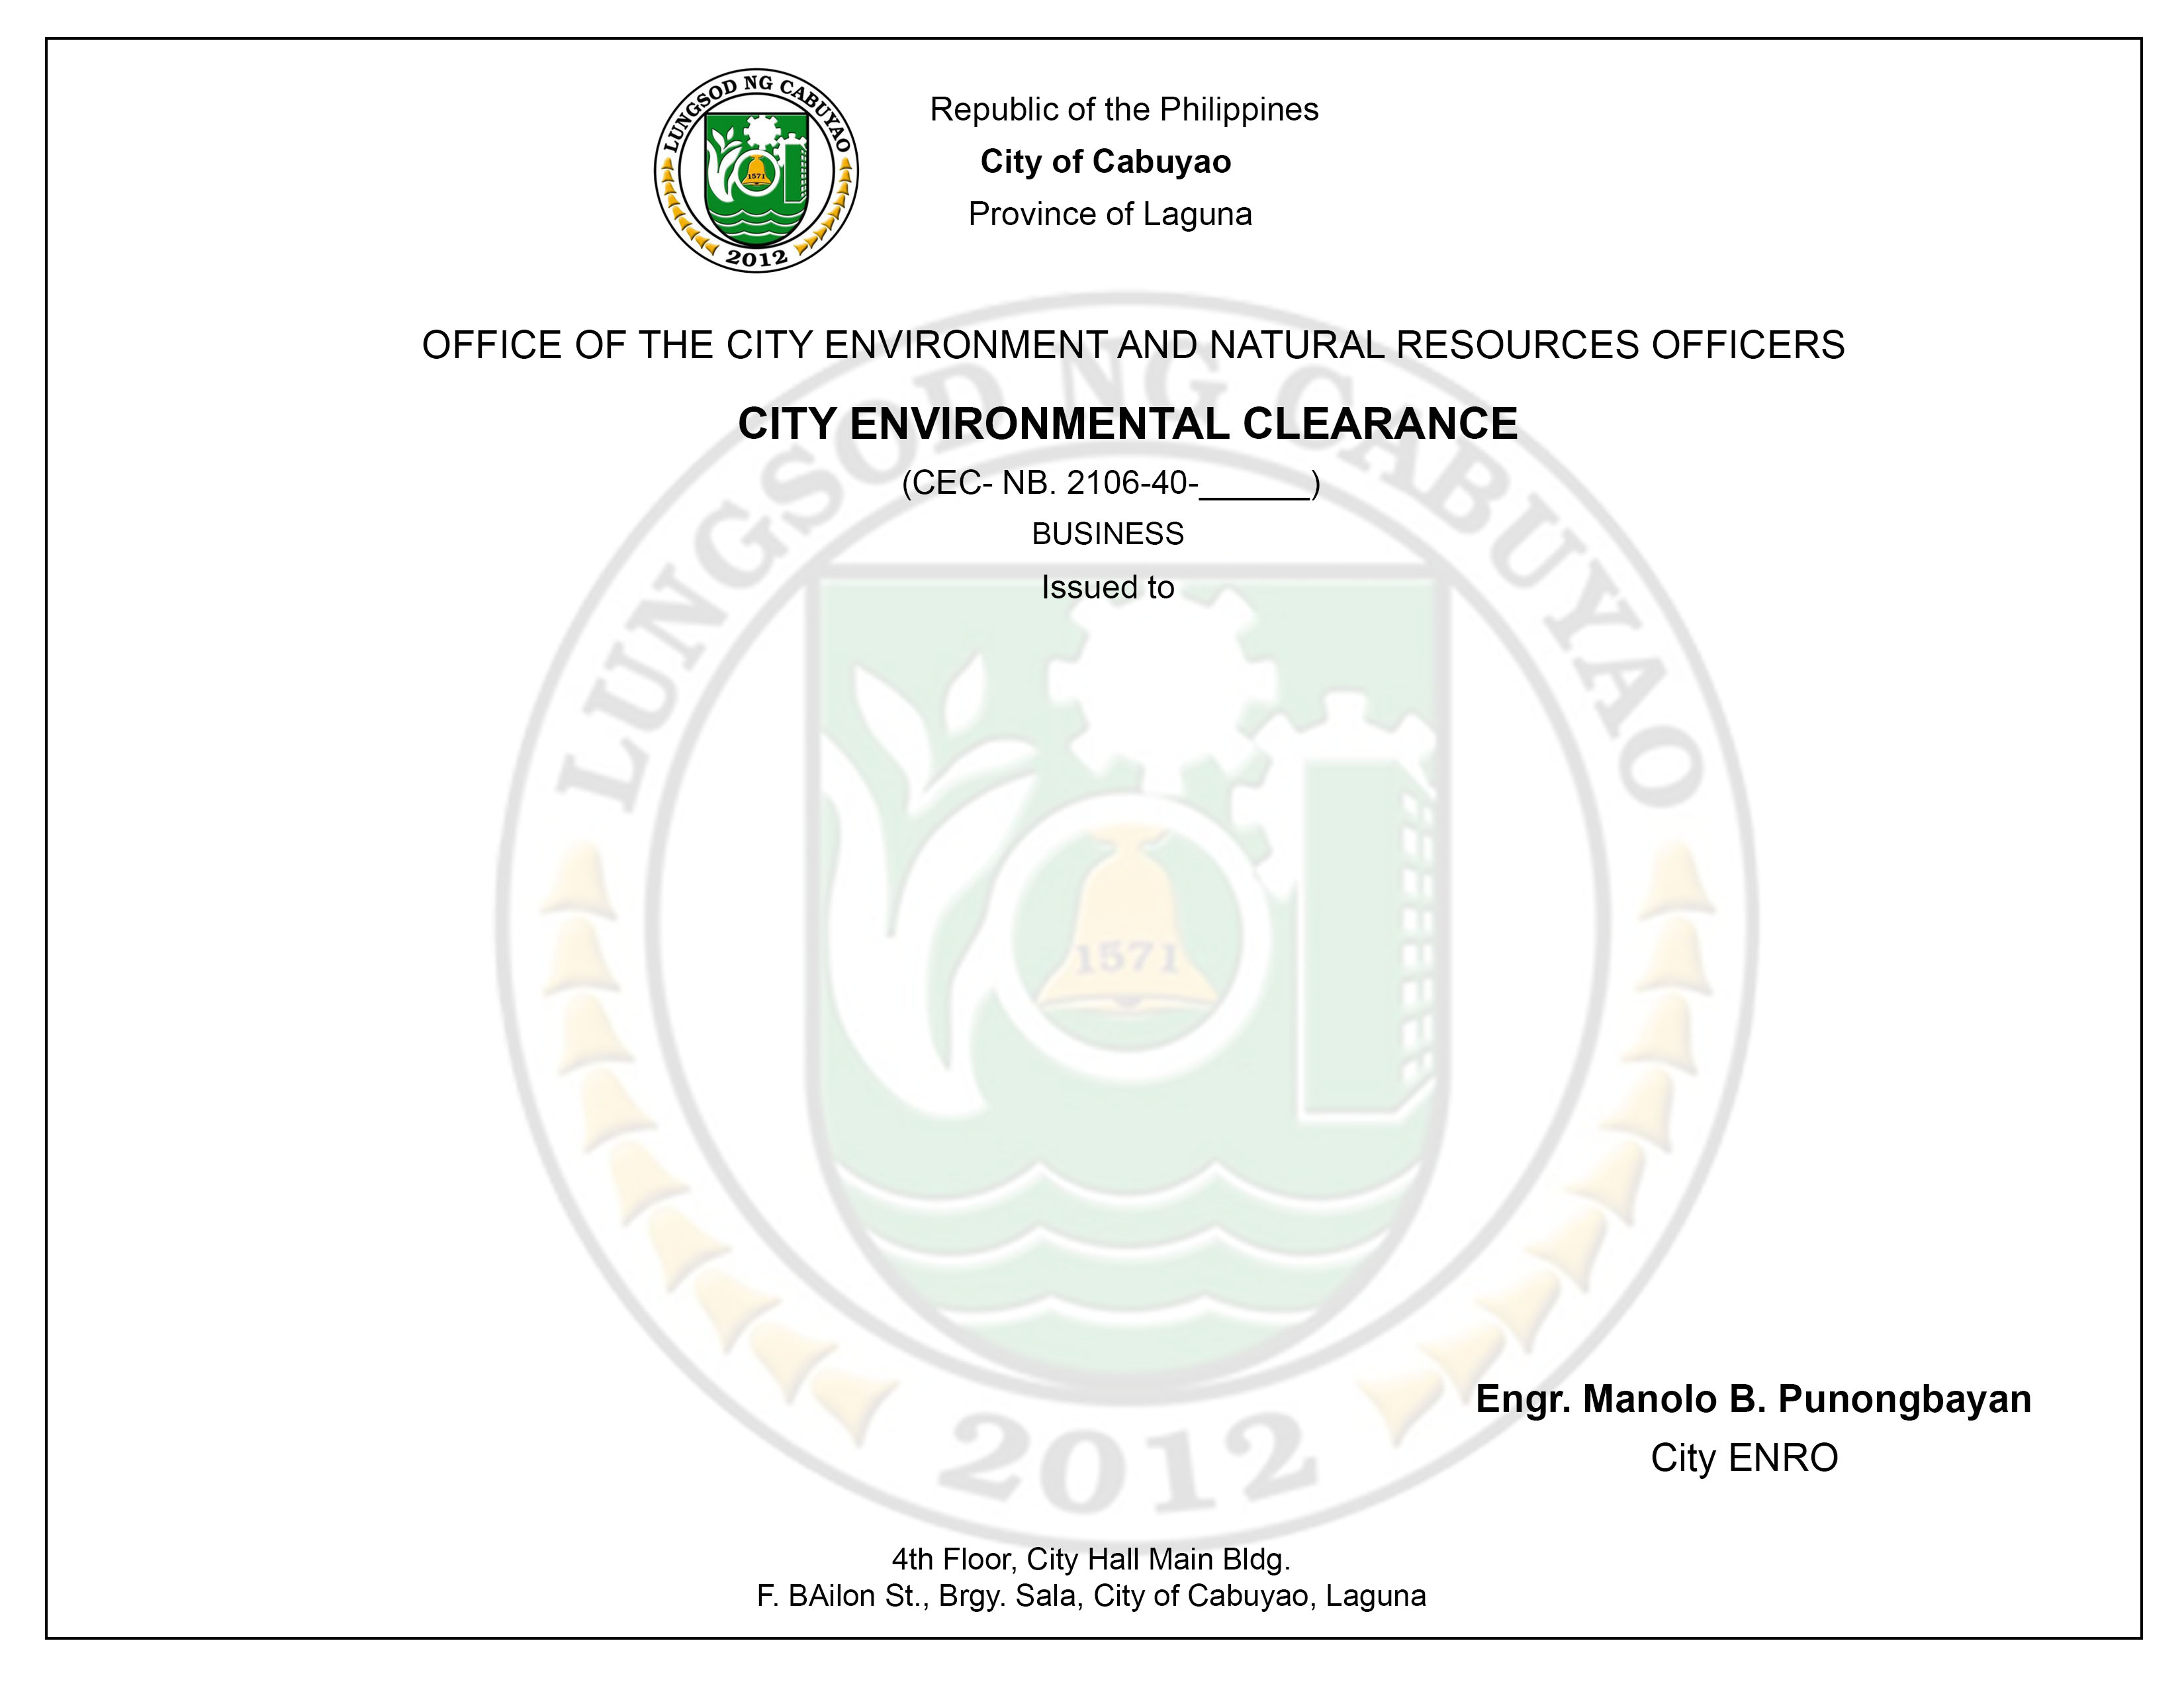 LUNGSOD NG CABUYAO
1571
2012
Republic of the Philippines
City of Cabuyao
Province of Laguna
OFFICE OF THE CITY ENVIRONMENT AND NATURAL RESOURCES OFFICERS
CITY ENVIRONMENTAL CLEARANCE
(CEC- NB. 2106-40-______)
BUSINESS
Issued to
LUNGSOD NG CABUYAO
1571
2012
Engr. Manolo B. Punongbayan
City ENRO
4th Floor, City Hall Main Bldg.
F. BAilon St., Brgy. Sala, City of Cabuyao, Laguna